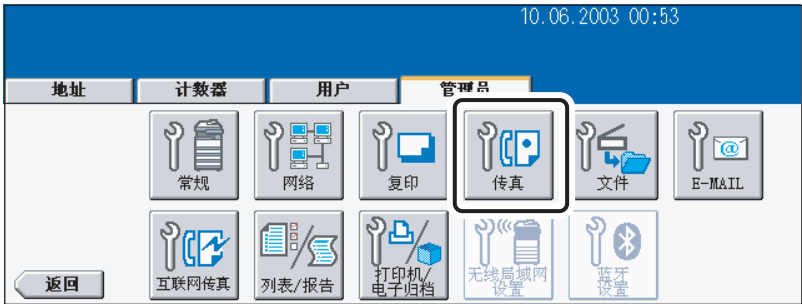 10.06.2003 00:53
地址 计数器 用户 管理员
常规 网络 复印 传真 文件 E-MAIL
@
互联网传真 列表/报告 打印机/ 无线局域网 蓝牙
电子归档 设置 设置
返回